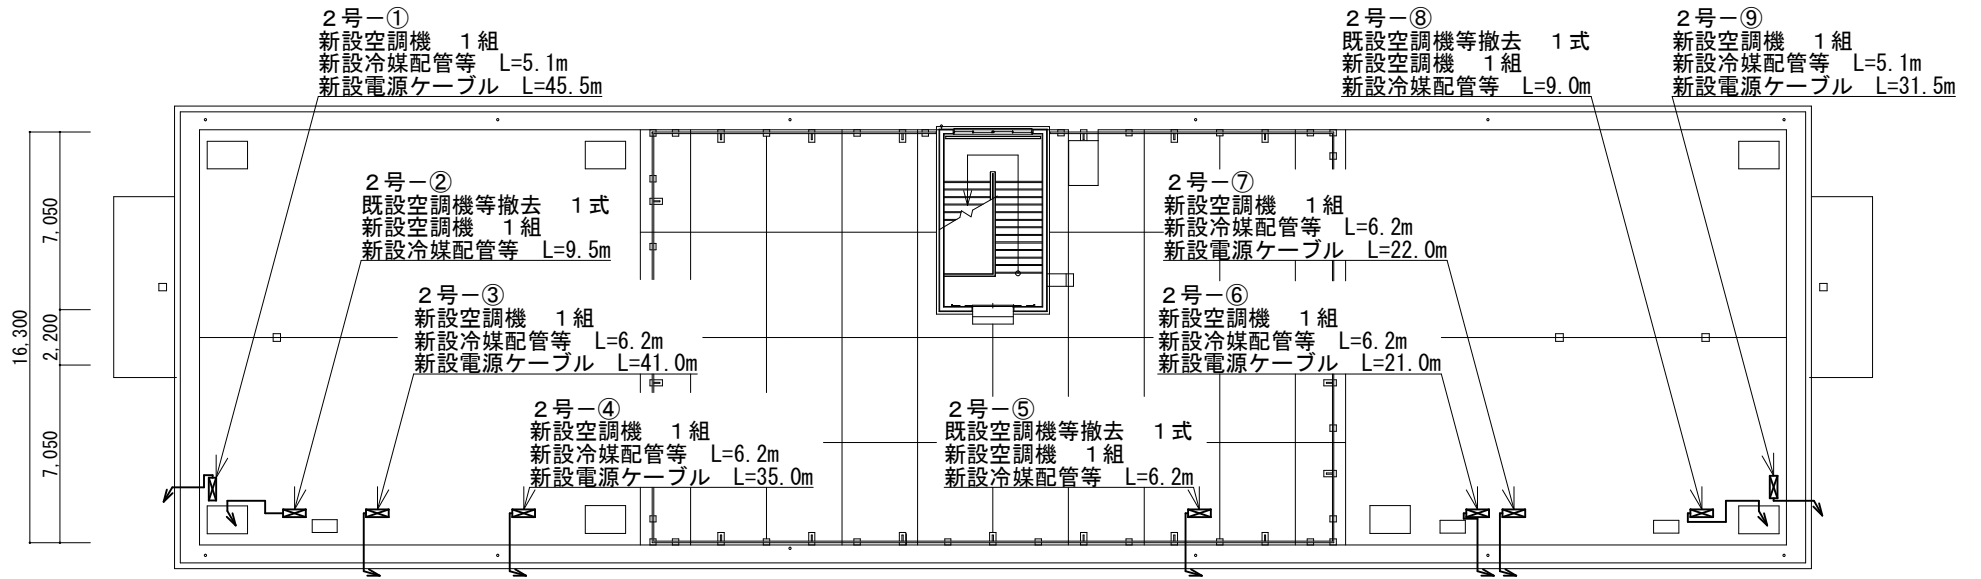 2号-①
新設空調機　1組
新設冷媒配管等　L=5.1m
新設電源ケーブル　L=45.5m
2号-⑧
既設空調機等撤去　1式
新設空調機　1組
新設冷媒配管等　L=9.0m
2号-⑨
新設空調機　1組
新設冷媒配管等　L=5.1m
新設電源ケーブル　L=31.5m
2号-②
既設空調機等撤去　1式
新設空調機　1組
新設冷媒配管等　L=9.5m
2号-⑦
新設空調機　1組
新設冷媒配管等　L=6.2m
新設電源ケーブル　L=22.0m
2号-③
新設空調機　1組
新設冷媒配管等　L=6.2m
新設電源ケーブル　L=41.0m
2号-⑥
新設空調機　1組
新設冷媒配管等　L=6.2m
新設電源ケーブル　L=21.0m
2号-④
新設空調機　1組
新設冷媒配管等　L=6.2m
新設電源ケーブル　L=35.0m
2号-⑤
既設空調機等撤去　1式
新設空調機　1組
新設冷媒配管等　L=6.2m
16,300
7,050
2,200
7,050